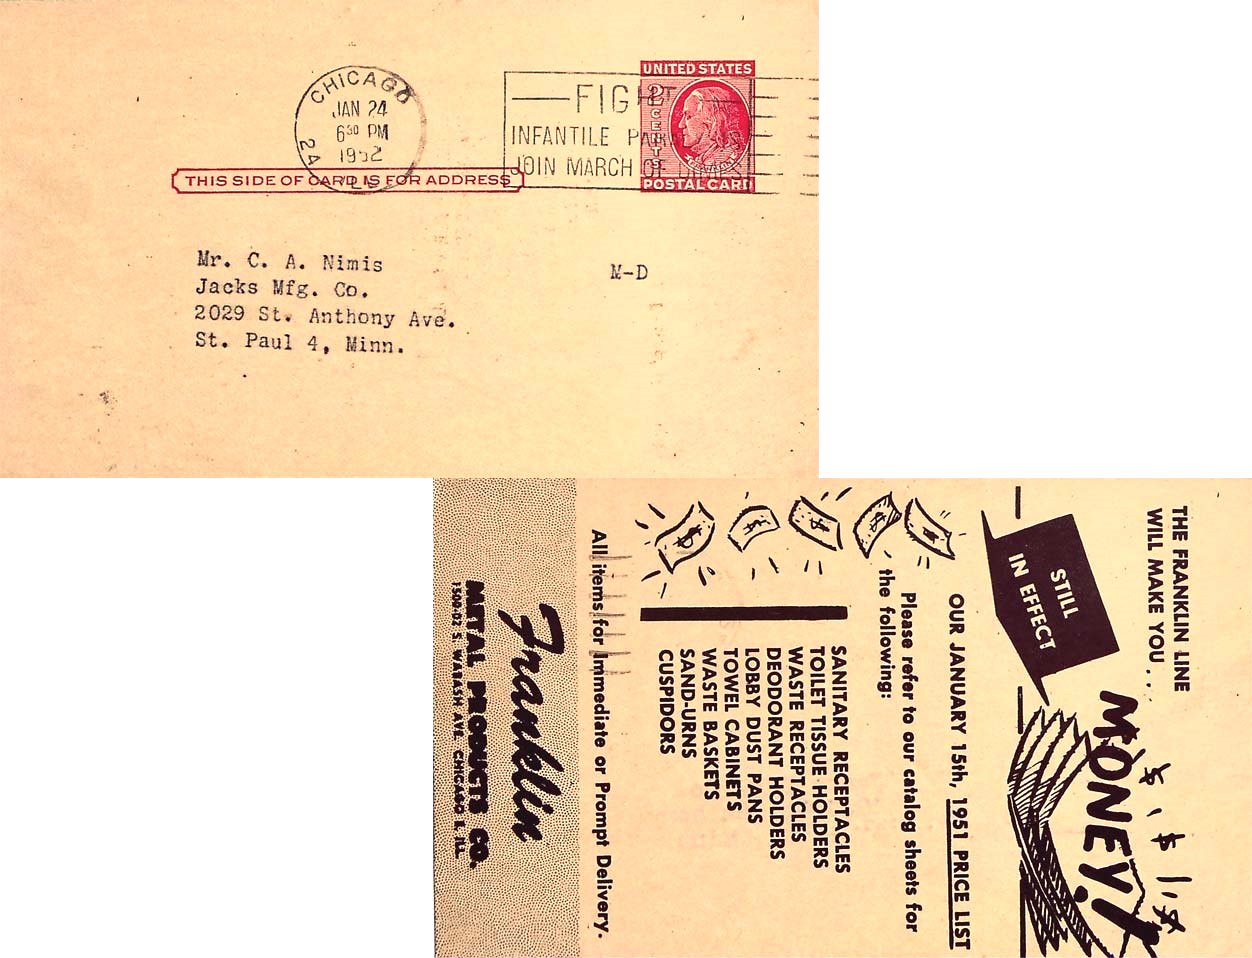 CHICAGO
JAN 24
6 30 PM
1952
24 ILL.
FIGHT
INFANTILE PARALYSIS
JOIN MARCH OF DIMES
UNITED STATES
2
CENTS
FRANKLIN
POSTAL CARD
THIS SIDE OF CARD IS FOR ADDRESS
Mr. C. A. Nimis
M-D
Jacks Mfg. Co.
2029 St. Anthony Ave.
St. Paul 4, Minn.
THE FRANKLIN LINE
WILL MAKE YOU...
MONEY!
STILL
IN EFFECT
OUR JANUARY 15th, 1951 PRICE LIST
Please refer to our catalog sheets for
the following:
SANITARY RECEPTACLES
TOILET TISSUE HOLDERS
WASTE RECEPTACLES
DEODORANT HOLDERS
LOBBY DUST PANS
TOWEL CABINETS
WASTE BASKETS
SAND-URNS
CUSPIDORS
All items for Immediate or Prompt Delivery.
Franklin
METAL PRODUCTS CO.
1500-02 S. WABASH AVE. CHICAGO 5, ILL.